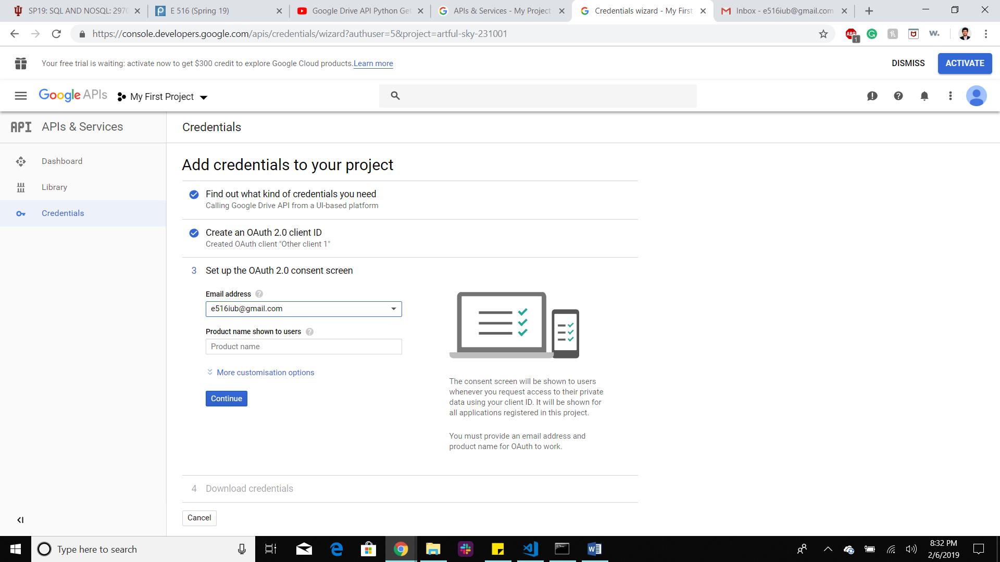 SP19: SQL AND NOSQL: 2970
E 516 (Spring 19)
Google Drive API Python Get
APIs & Services - My Project
Credentials wizard - My First
Inbox - e516iub@gmail.com
https://console.developers.google.com/apis/credentials/wizard?authuser=5&project=artful-sky-231001
ABP
1
w.
Your free trial is waiting: activate now to get $300 credit to explore Google Cloud products.Learn more
DISMISS
ACTIVATE
Google APIs
My First Project
API APIs & Services
Credentials
Dashboard
Library
Credentials
Add credentials to your project
Find out what kind of credentials you need
Calling Google Drive API from a UI-based platform
Create an OAuth 2.0 client ID
Created OAuth client "Other client 1"
3 Set up the OAuth 2.0 consent screen
Email address ?
e516iub@gmail.com
Product name shown to users ?
Product name
More customisation options
Continue
The consent screen will be shown to users
whenever you request access to their private
data using your client ID. It will be shown for
all applications registered in this project.
You must provide an email address and
product name for OAuth to work.
4 Download credentials
Cancel
Type here to search
8:32 PM
2/6/2019